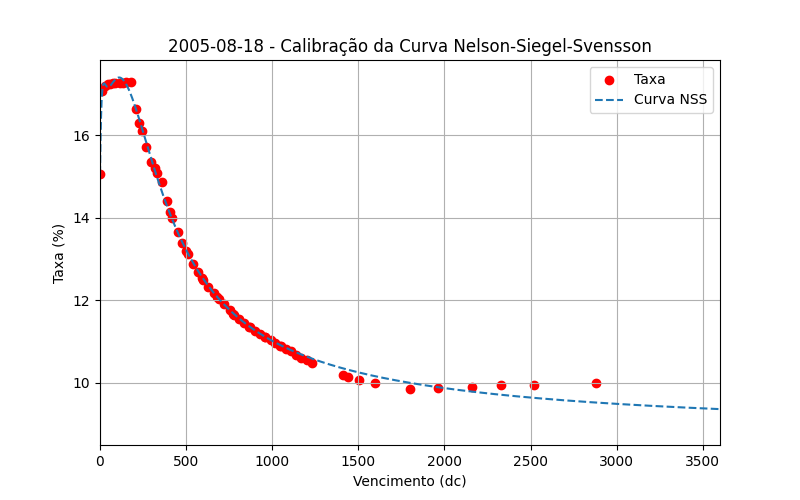 2005-08-18 - Calibração da Curva Nelson-Siegel-Svensson
Taxa
Curva NSS
Taxa (%)
16
14
12
10
0 500 1000 1500 2000 2500 3000 3500
Vencimento (dc)